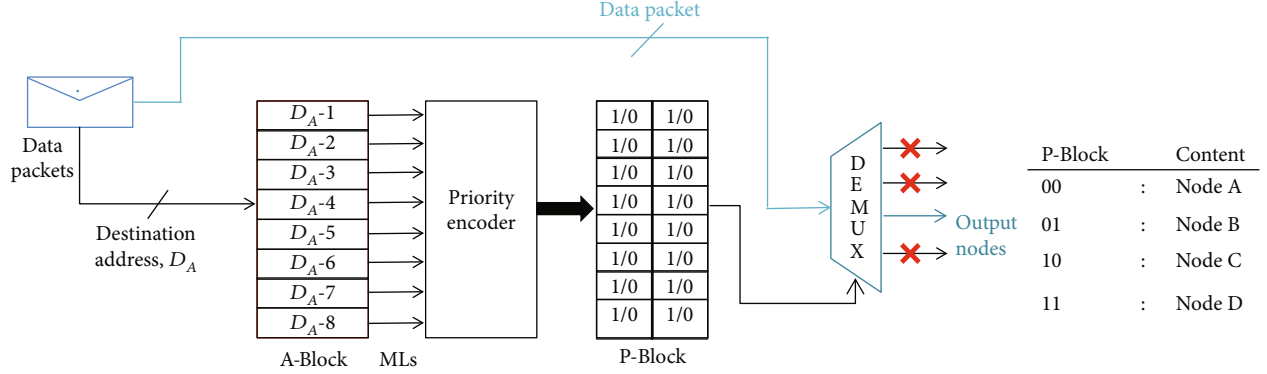 Data packet
Data
packets
Destination
address, D_A
D_A-1
D_A-2
D_A-3
D_A-4
D_A-5
D_A-6
D_A-7
D_A-8
A-Block
MLs
Priority
encoder
1/0 1/0
1/0 1/0
1/0 1/0
1/0 1/0
1/0 1/0
1/0 1/0
1/0 1/0
1/0 1/0
P-Block
D
E
M
U
X
Output
nodes
P-Block Content
00 : Node A
01 : Node B
10 : Node C
11 : Node D